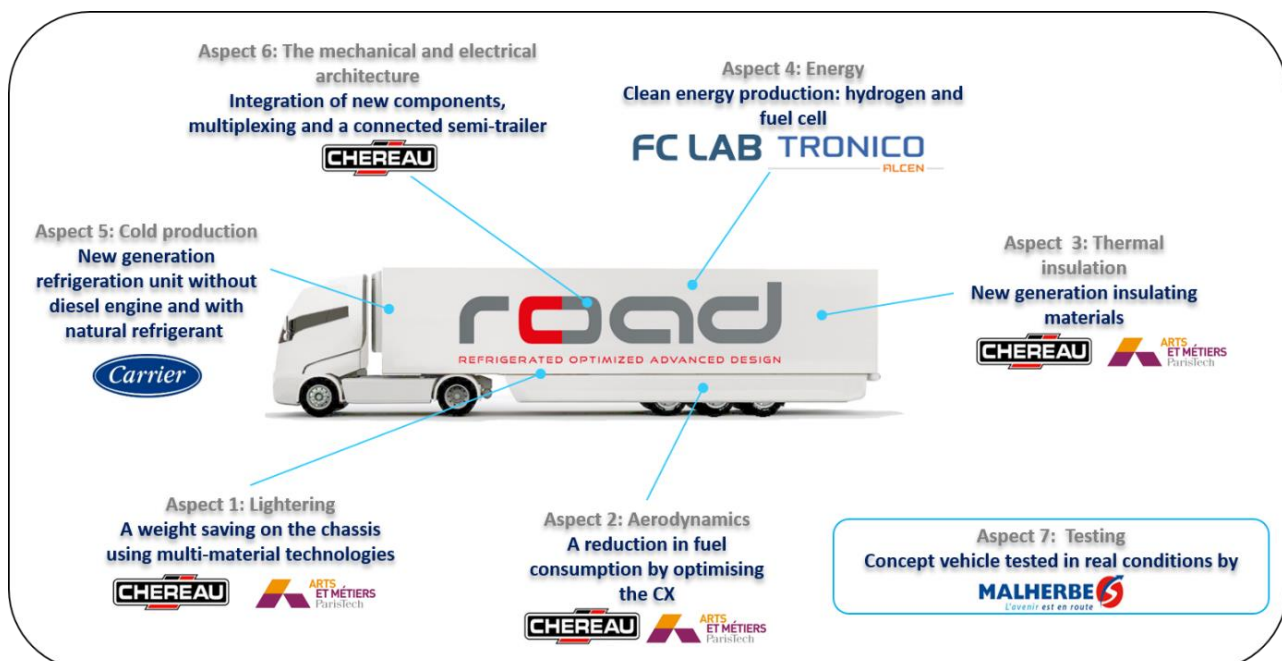 Aspect 6: The mechanical and electrical
architecture
Integration of new components,
multiplexing and a connected semi-trailer
CHEREAU
Aspect 4: Energy
Clean energy production: hydrogen and
fuel cell
FC LAB TRONICO
ALCEN
Aspect 5: Cold production
New generation
refrigeration unit without
diesel engine and with
natural refrigerant
Carrier
road
REFRIGERATED OPTIMIZED ADVANCED DESIGN
Aspect 3: Thermal
insulation
New generation insulating
materials
CHEREAU
ARTS
ET MÉTIERS
ParisTech
Aspect 1: Lightering
A weight saving on the chassis
using multi-material technologies
CHEREAU
ARTS
ET MÉTIERS
ParisTech
Aspect 2: Aerodynamics
A reduction in fuel
consumption by optimising
the CX
CHEREAU
ARTS
ET MÉTIERS
ParisTech
Aspect 7: Testing
Concept vehicle tested in real conditions by
MALHERBE
L'avenir est en route